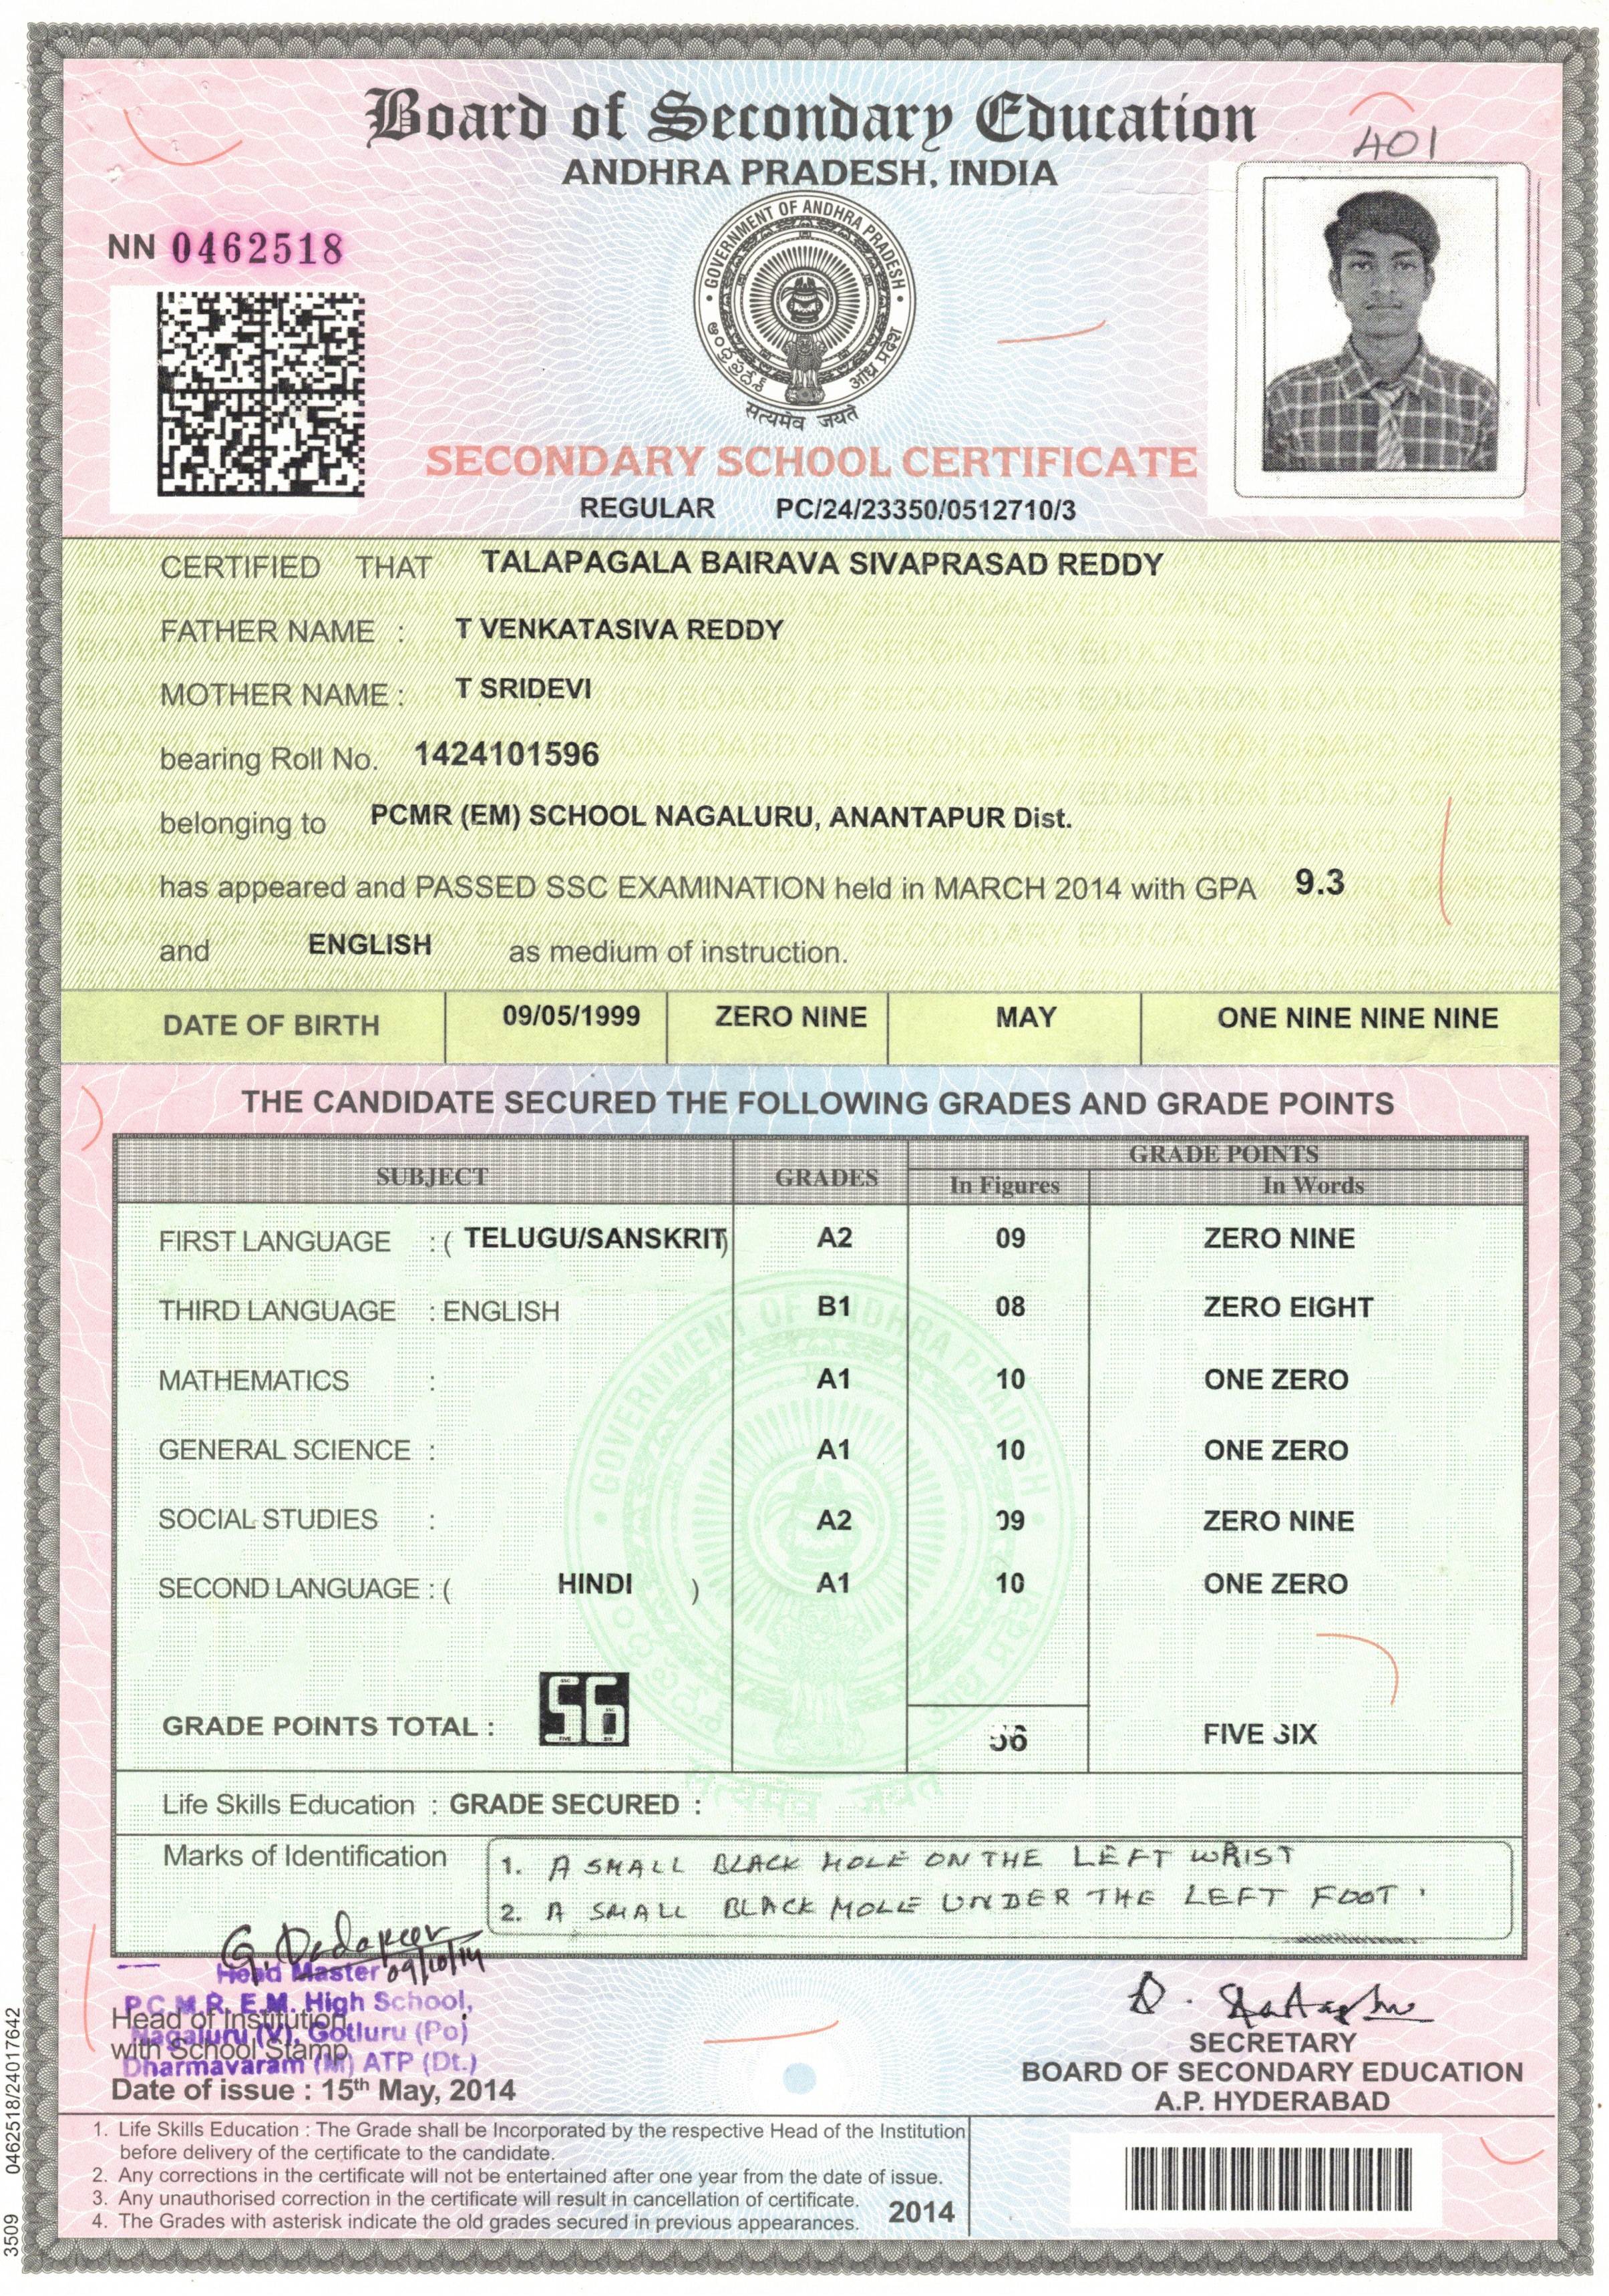 Board of Secondary Education
ANDHRA PRADESH, INDIA
401
NN 0462518
GOVERNMENT OF ANDHRA PRADESH
ఆంధ్రప్రదేశ్
आंध्र प्रदेश
सत्यमेव जयते
SECONDARY SCHOOL CERTIFICATE
REGULAR PC/24/23350/0512710/3
CERTIFIED THAT TALAPAGALA BAIRAVA SIVAPRASAD REDDY
FATHER NAME : T VENKATASIVA REDDY
MOTHER NAME : T SRIDEVI
bearing Roll No. 1424101596
belonging to PCMR (EM) SCHOOL NAGALURU, ANANTAPUR Dist.
has appeared and PASSED SSC EXAMINATION held in MARCH 2014 with GPA 9.3
and ENGLISH as medium of instruction.
DATE OF BIRTH 09/05/1999 ZERO NINE MAY ONE NINE NINE NINE
THE CANDIDATE SECURED THE FOLLOWING GRADES AND GRADE POINTS
SUBJECT GRADES GRADE POINTS
In Figures In Words
FIRST LANGUAGE : ( TELUGU/SANSKRIT) A2 09 ZERO NINE
THIRD LANGUAGE : ENGLISH B1 08 ZERO EIGHT
MATHEMATICS : A1 10 ONE ZERO
GENERAL SCIENCE : A1 10 ONE ZERO
SOCIAL STUDIES : A2 09 ZERO NINE
SECOND LANGUAGE : ( HINDI ) A1 10 ONE ZERO
GRADE POINTS TOTAL : 56 56 FIVE SIX
Life Skills Education : GRADE SECURED :
Marks of Identification
1. A SMALL BLACK MOLE ON THE LEFT WRIST
2. A SMALL BLACK MOLE UNDER THE LEFT FOOT.
G. Dadapeer
09/10/14
Head Master
P.C.M.R. E.M. High School,
Head of Institution
Nagaluru (V), Gotluru (Po)
with School Stamp
Dharmavaram (M) ATP (Dt.)
Date of issue : 15th May, 2014
SECRETARY
BOARD OF SECONDARY EDUCATION
A.P. HYDERABAD
1. Life Skills Education : The Grade shall be Incorporated by the respective Head of the Institution
before delivery of the certificate to the candidate.
2. Any corrections in the certificate will not be entertained after one year from the date of issue.
3. Any unauthorised correction in the certificate will result in cancellation of certificate.
4. The Grades with asterisk indicate the old grades secured in previous appearances.
2014
3509 0462518/24017642